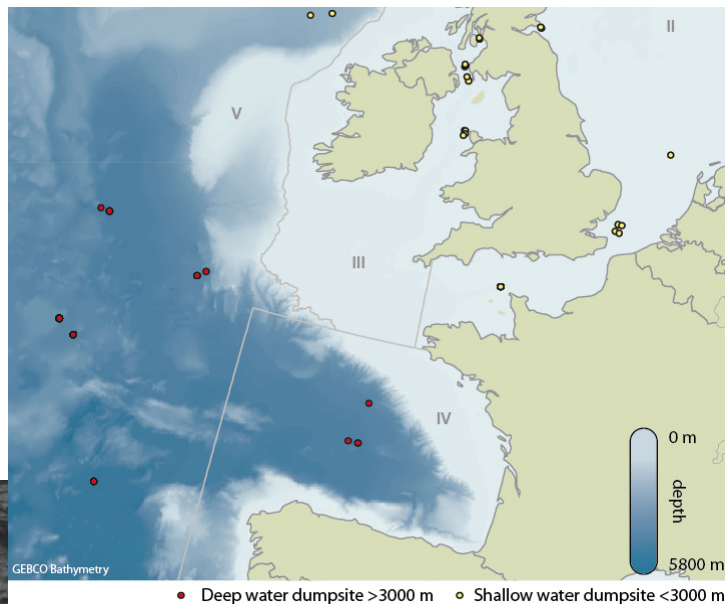 II
V
III
IV
0 m
depth
5800 m
GEBCO Bathymetry
Deep water dumpsite >3000 m Shallow water dumpsite <3000 m